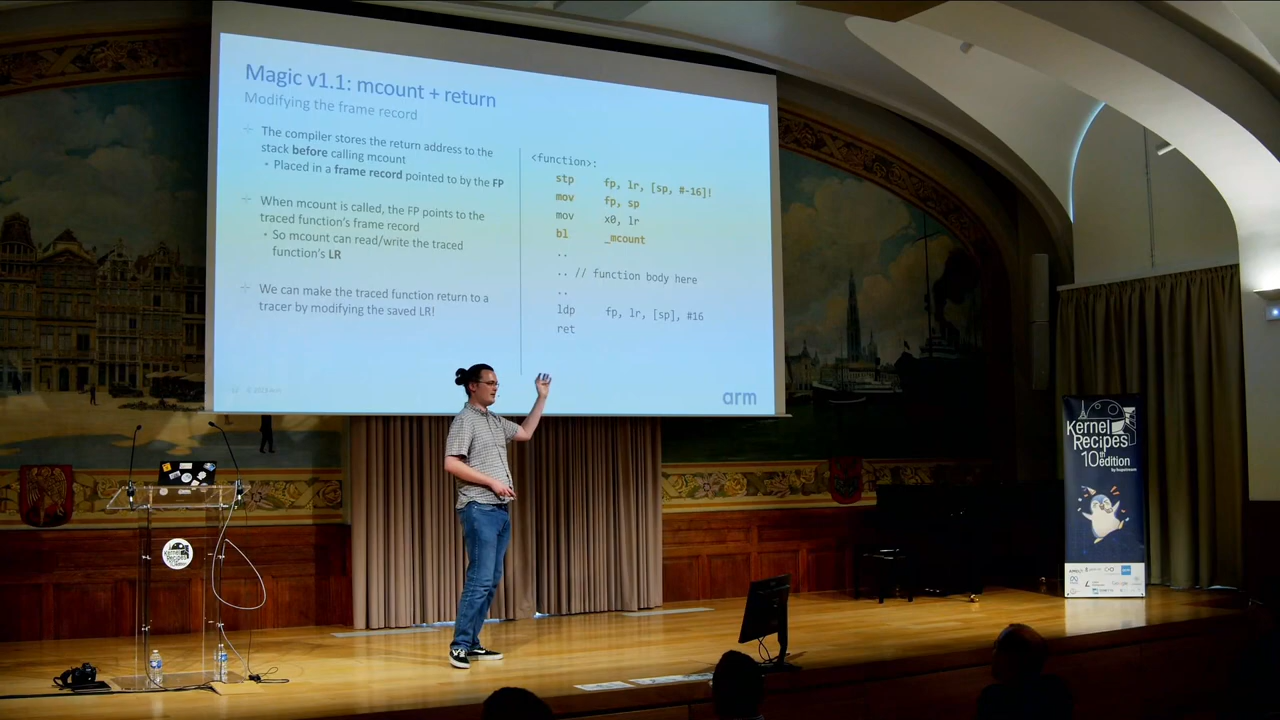 Magic v1.1: mcount + return
Modifying the frame record
The compiler stores the return address to the
stack before calling mcount
• Placed in a frame record pointed to by the FP
When mcount is called, the FP points to the
traced function's frame record
• So mcount can read/write the traced
function's LR
We can make the traced function return to a
tracer by modifying the saved LR!
<function>:
stp fp, lr, [sp, #-16]!
mov fp, sp
mov x0, lr
bl _mcount
..
.. // function body here
..
ldp fp, lr, [sp], #16
ret
arm
Kernel
Recipes
10th edition
Kernel
Recipes